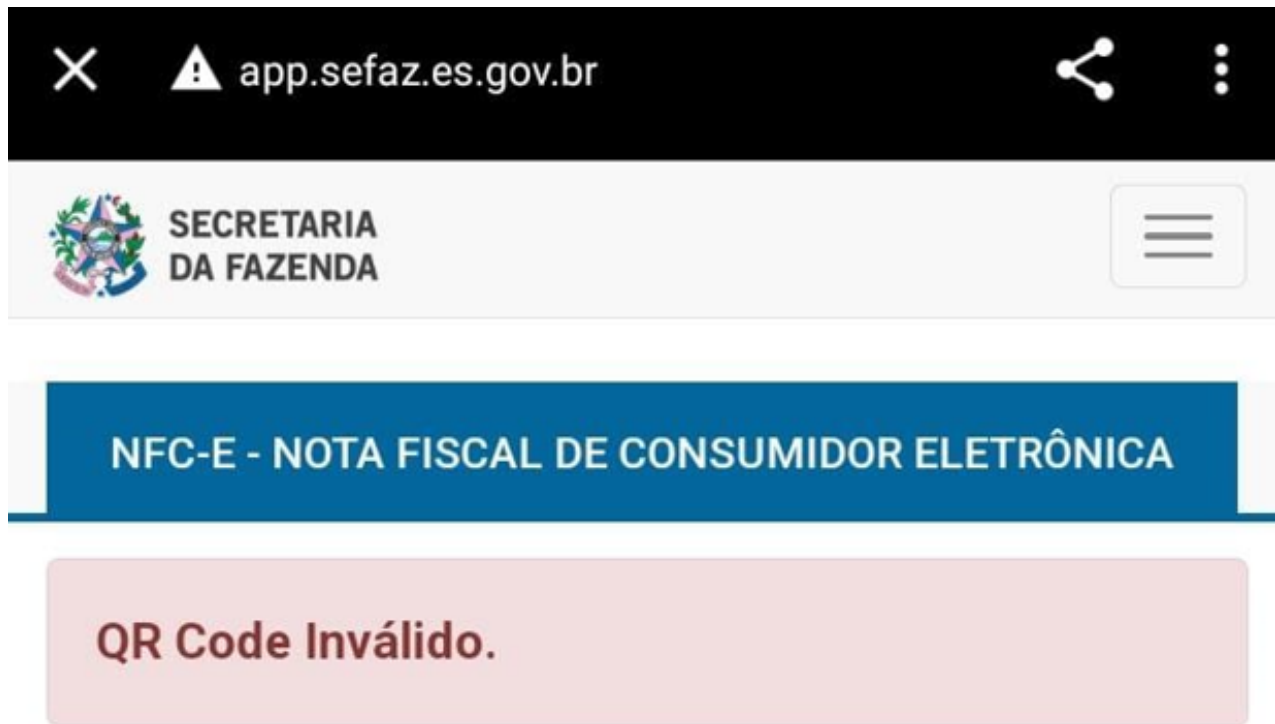 app.sefaz.es.gov.br
SECRETARIA
DA FAZENDA
NFC-E - NOTA FISCAL DE CONSUMIDOR ELETRÔNICA
QR Code Inválido.